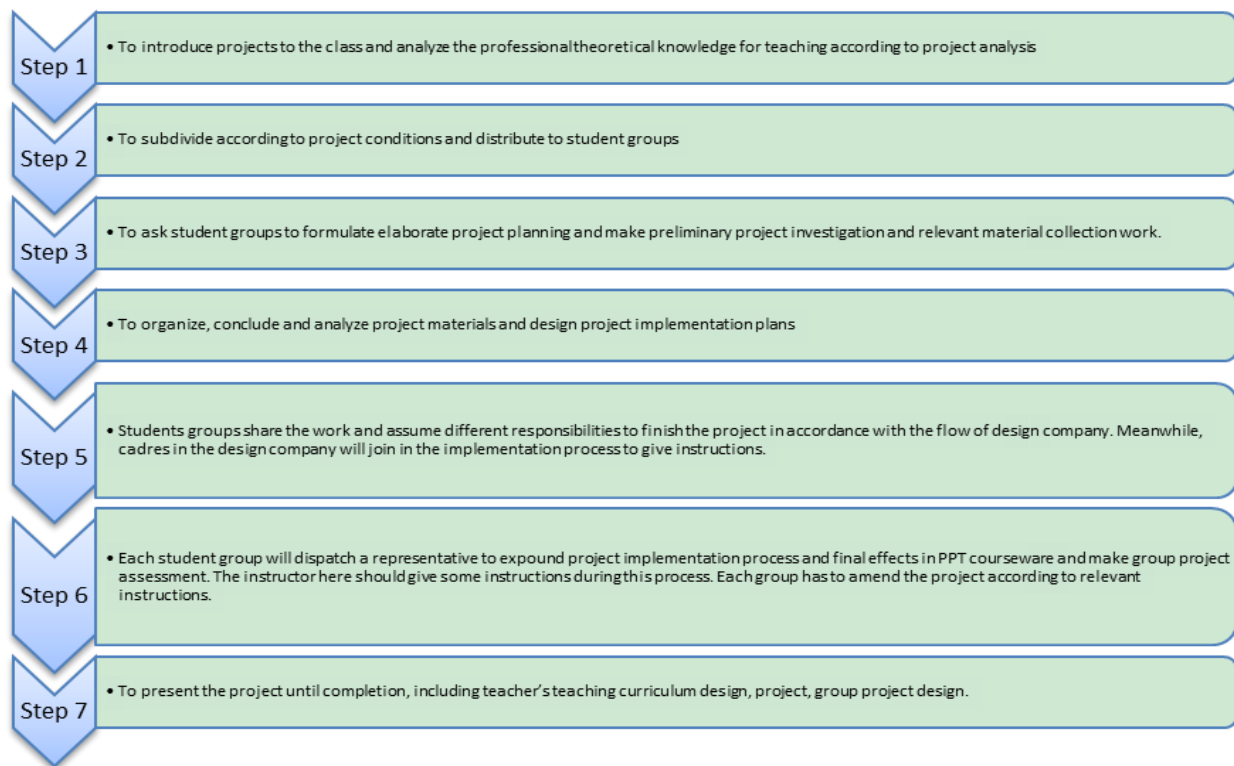 Step 1
• To introduce projects to the class and analyze the professional theoretical knowledge for teaching according to project analysis
Step 2
• To subdivide according to project conditions and distribute to student groups
Step 3
• To ask student groups to formulate elaborate project planning and make preliminary project investigation and relevant material collection work.
Step 4
• To organize, conclude and analyze project materials and design project implementation plans
Step 5
• Students groups share the work and assume different responsibilities to finish the project in accordance with the flow of design company. Meanwhile,
cadres in the design company will join in the implementation process to give instructions.
Step 6
• Each student group will dispatch a representative to expound project implementation process and final effects in PPT courseware and make group project
assessment. The instructor here should give some instructions during this process. Each group has to amend the project according to relevant
instructions.
Step 7
• To present the project until completion, including teacher's teaching curriculum design, project, group project design.